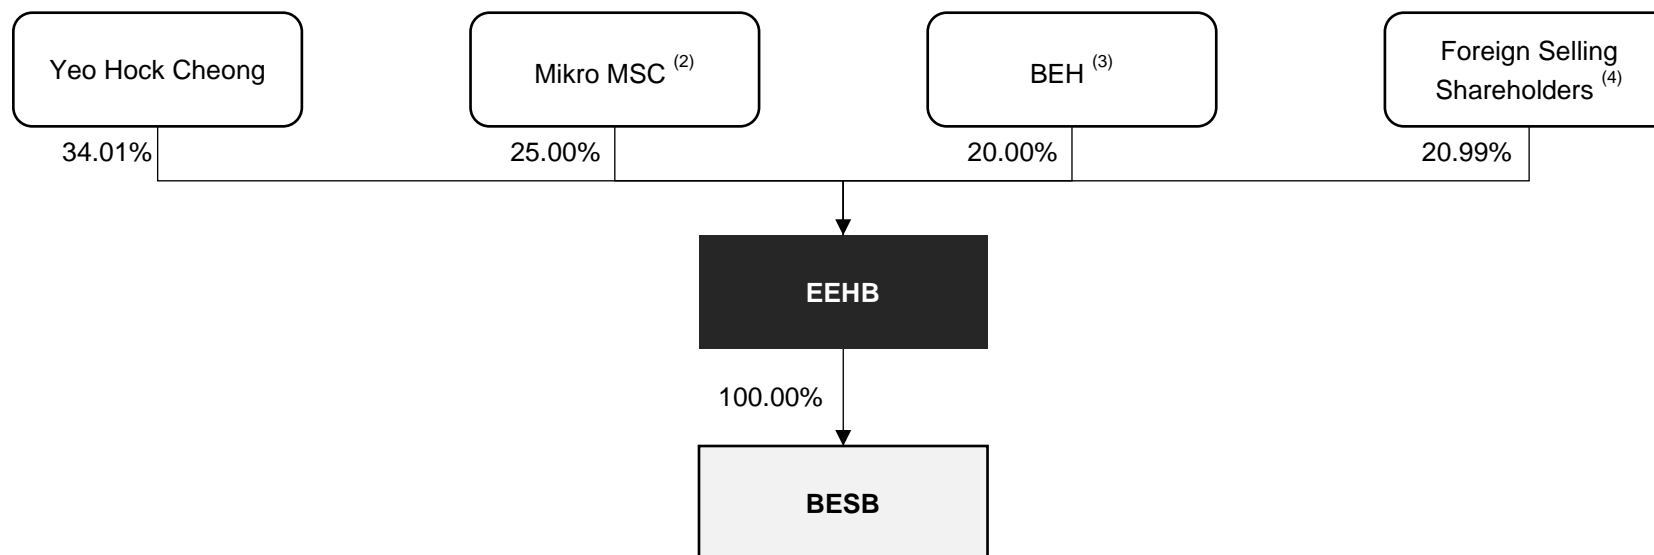 Yeo Hock Cheong
Mikro MSC (2)
BEH (3)
Foreign Selling
Shareholders (4)
34.01%
25.00%
20.00%
20.99%
EEHB
100.00%
BESB